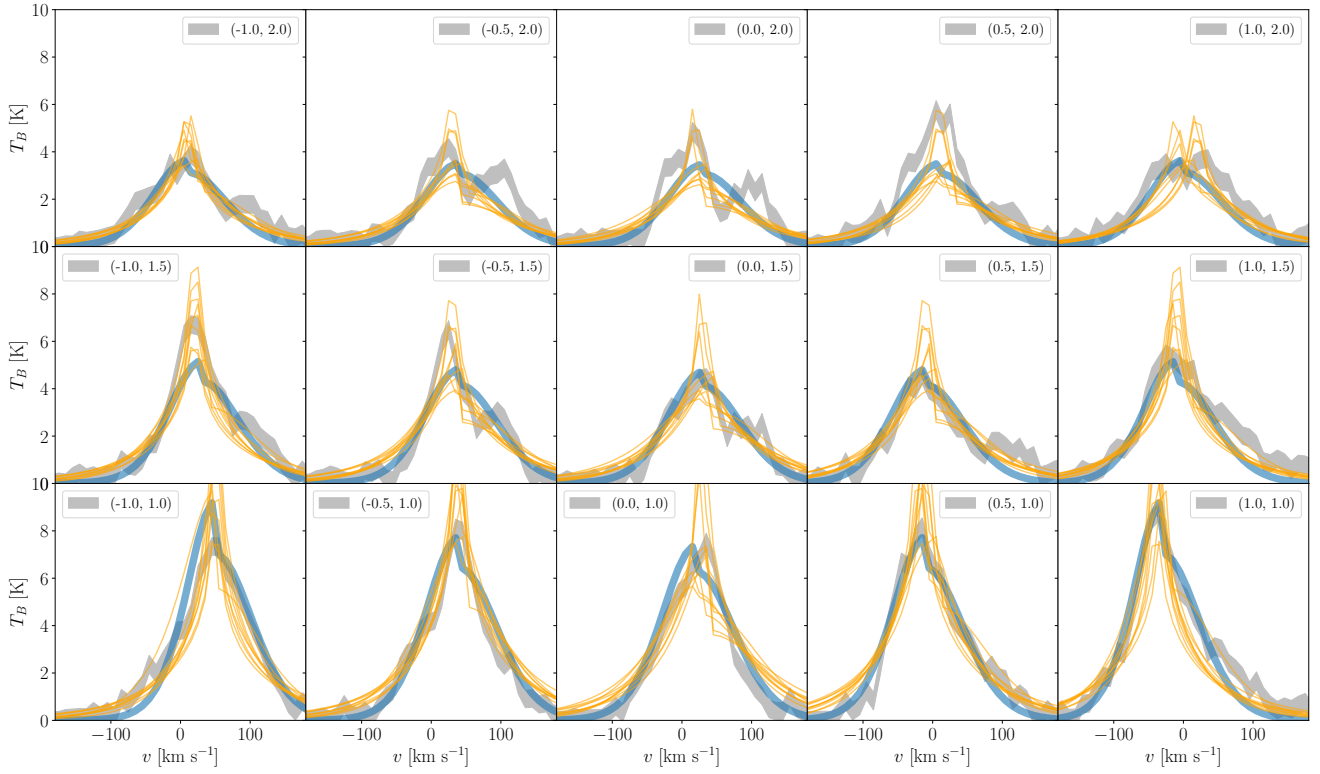 10
8
6
4
2
T_B [K]
(-1.0, 2.0)
(-0.5, 2.0)
(0.0, 2.0)
(0.5, 2.0)
(1.0, 2.0)
10
8
6
4
2
0
T_B [K]
(-1.0, 1.5)
(-0.5, 1.5)
(0.0, 1.5)
(0.5, 1.5)
(1.0, 1.5)
10
8
6
4
2
0
T_B [K]
(-1.0, 1.0)
(-0.5, 1.0)
(0.0, 1.0)
(0.5, 1.0)
(1.0, 1.0)
−100 0 100
−100 0 100
−100 0 100
−100 0 100
−100 0 100
v [km s⁻¹]
v [km s⁻¹]
v [km s⁻¹]
v [km s⁻¹]
v [km s⁻¹]